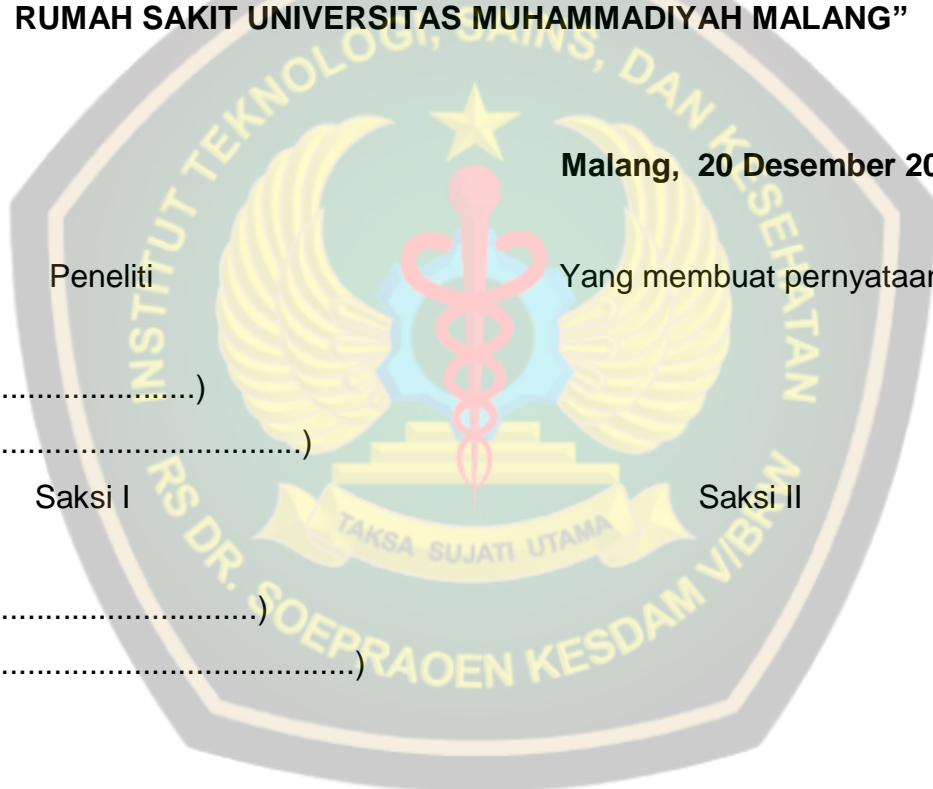 RUMAH SAKIT UNIVERSITAS MUHAMMADIYAH MALANG”
Malang, 20 Desember 20
Peneliti Yang membuat pernyataan
......................)
..................................)
Saksi I Saksi II
.............................)
........................................)
INSTITUT TEKNOLOGI, SAINS, DAN KESEHATAN
TAKSA SUJATI UTAMA
RS DR. SOEPRAOEN KESDAM V/BRW